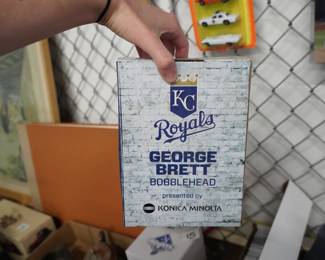 KC
Royals
GEORGE
BRETT
BOBBLEHEAD
presented by
KONICA MINOLTA